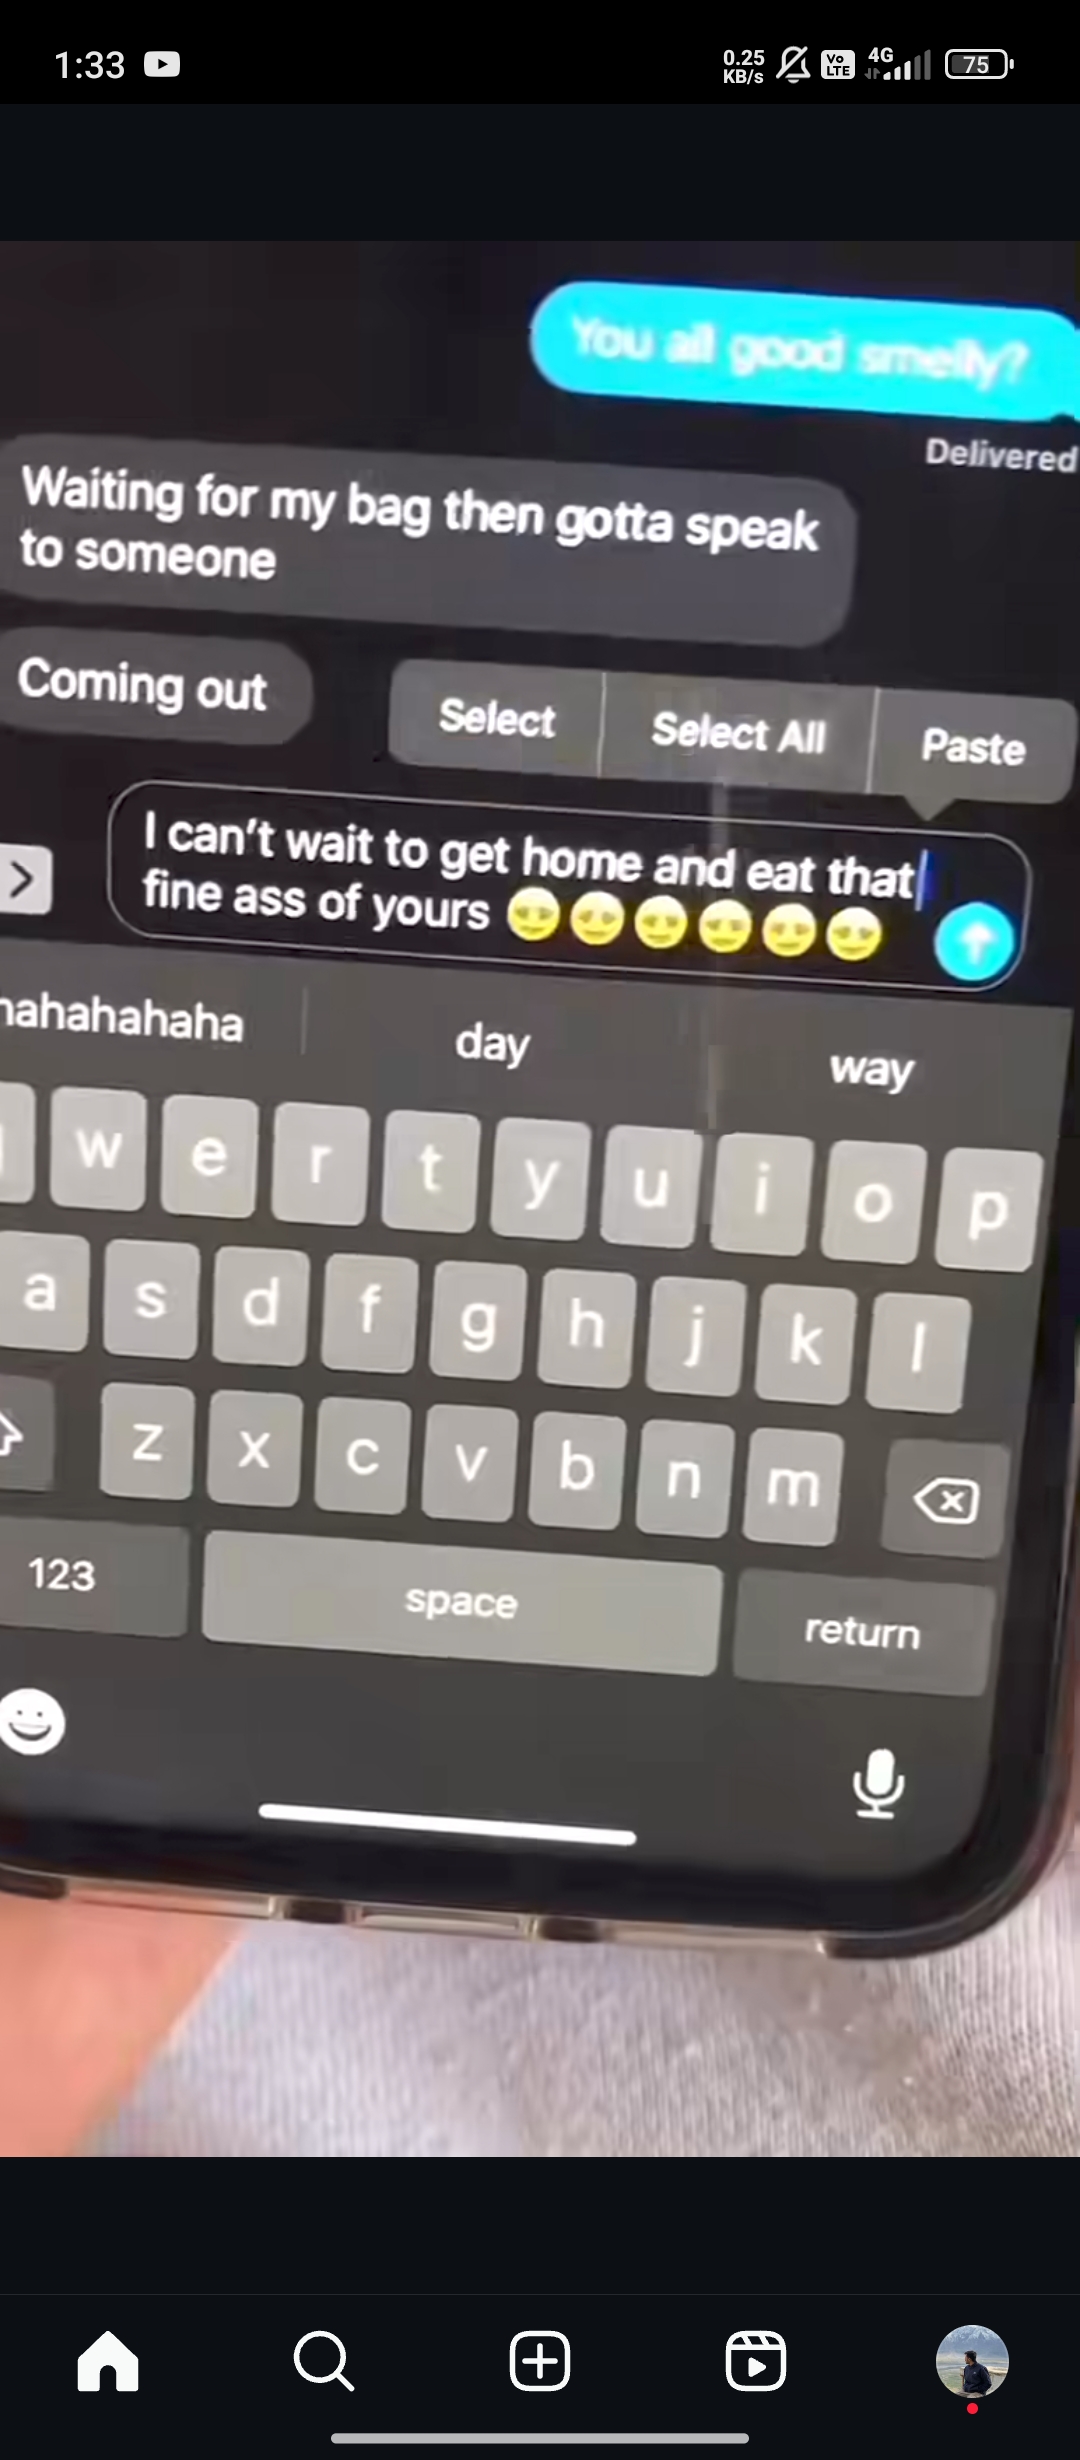 1:33
0.25
KB/s
Vo
LTE
4G
75
You all good smelly?
Delivered
Waiting for my bag then gotta speak
to someone
Coming out
Select
Select All
Paste
I can't wait to get home and eat that
fine ass of yours 😍😍😍😍😍😍
hahahahaha
day
way
w e r t y u i o p
a s d f g h j k l
z x c v b n m
123
space
return